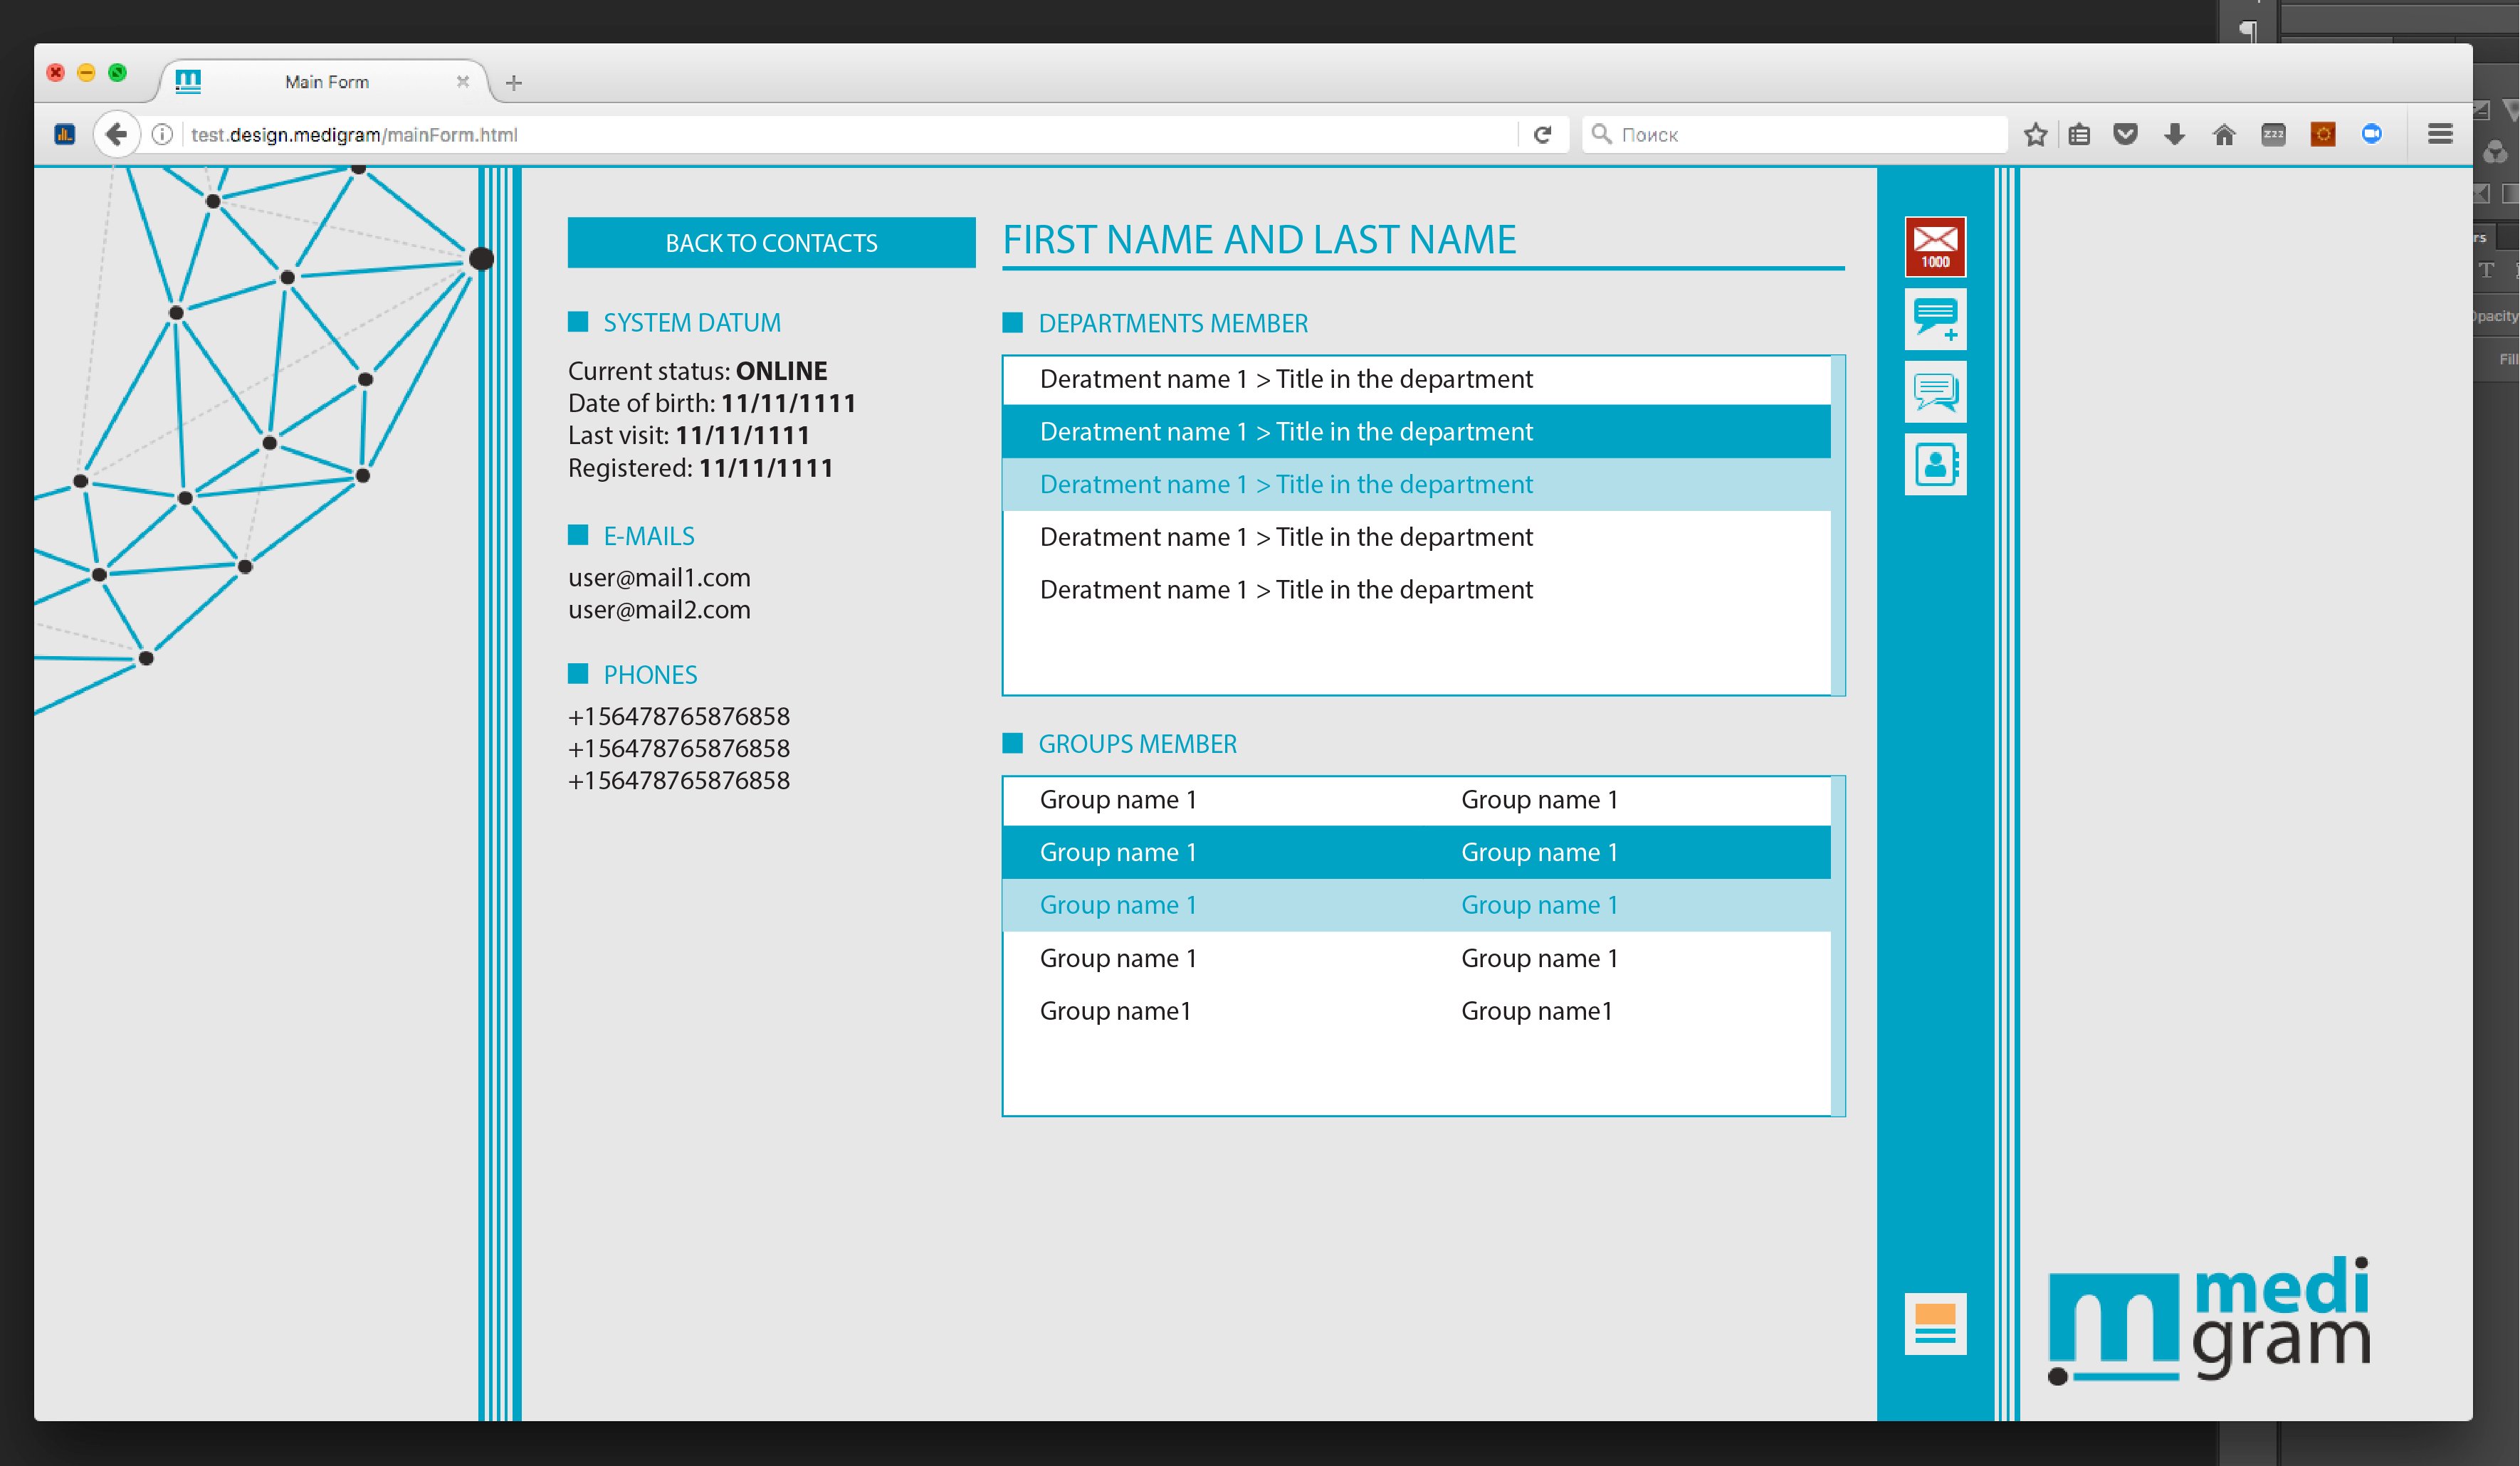 Main Form
test.design.medigram/mainForm.html
Поиск
zzz
BACK TO CONTACTS
SYSTEM DATUM
Current status: ONLINE
Date of birth: 11/11/1111
Last visit: 11/11/1111
Registered: 11/11/1111
E-MAILS
user@mail1.com
user@mail2.com
PHONES
+156478765876858
+156478765876858
+156478765876858
FIRST NAME AND LAST NAME
DEPARTMENTS MEMBER
Deratment name 1 > Title in the department
Deratment name 1 > Title in the department
Deratment name 1 > Title in the department
Deratment name 1 > Title in the department
Deratment name 1 > Title in the department
GROUPS MEMBER
Group name 1 Group name 1
Group name 1 Group name 1
Group name 1 Group name 1
Group name 1 Group name 1
Group name1 Group name1
1000
medi
gram
rs
T
Opacity
Fill